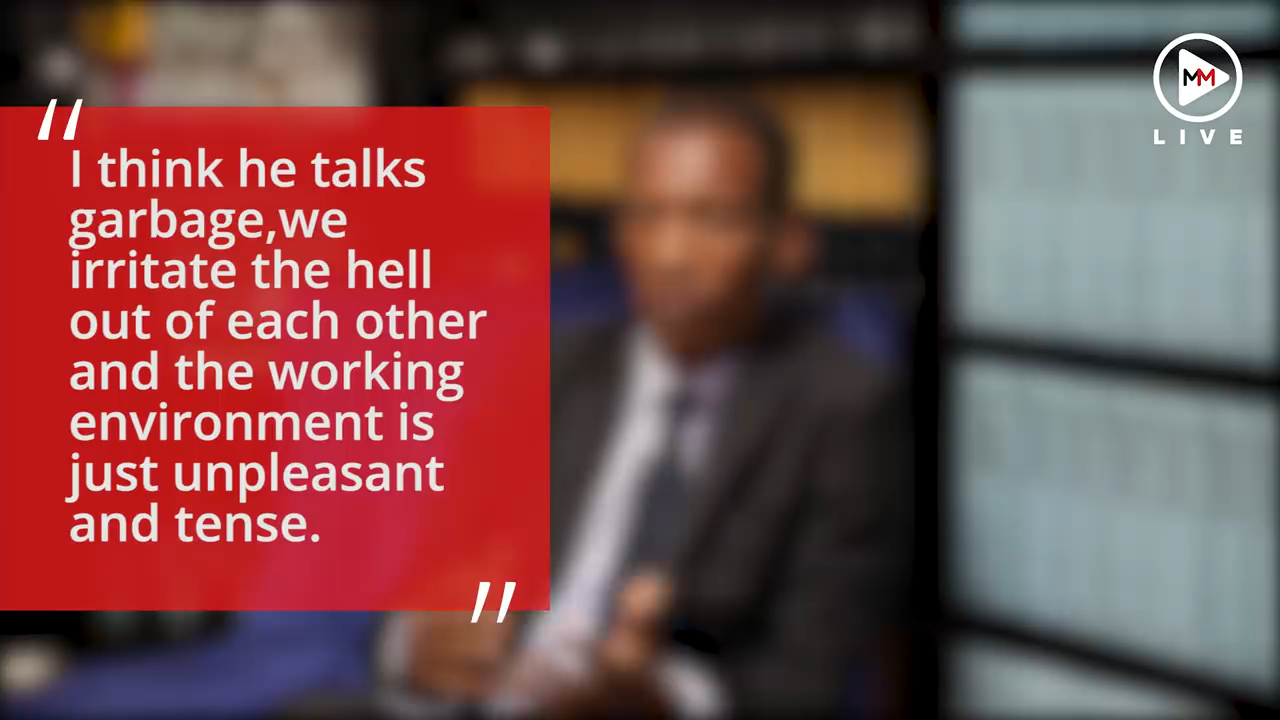 MM
LIVE
“
I think he talks
garbage,we
irritate the hell
out of each other
and the working
environment is
just unpleasant
and tense.
”